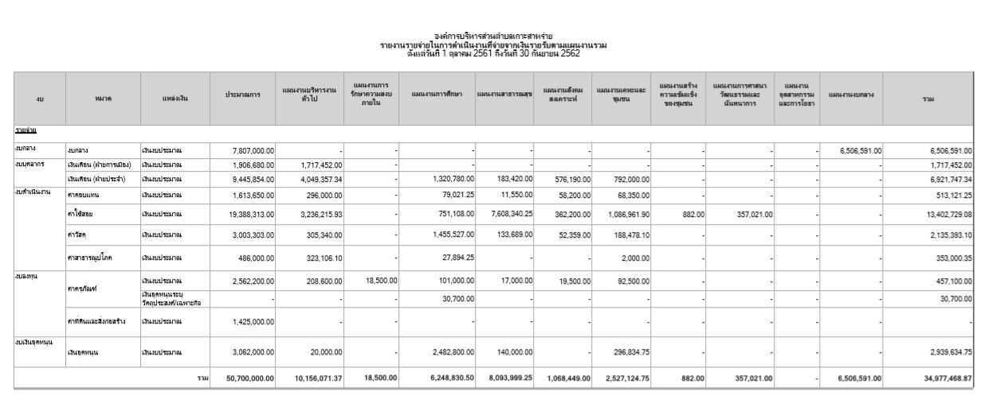 องค์การบริหารส่วนตำบลเกาะสาหร่าย
รายงานรายจ่ายในการดำเนินงานที่จ่ายจากเงินรายรับตามแผนงานรวม
ตั้งแต่วันที่ 1 ตุลาคม 2561 ถึงวันที่ 30 กันยายน 2562
งบ หมวด แหล่งเงิน ประมาณการ แผนงานบริหารงานทั่วไป แผนงานการรักษาความสงบภายใน แผนงานการศึกษา แผนงานสาธารณสุข แผนงานสังคมสงเคราะห์ แผนงานเคหะและชุมชน แผนงานสร้างความเข้มแข็งของชุมชน แผนงานการศาสนาวัฒนธรรมและนันทนาการ แผนงานอุตสาหกรรมและการโยธา แผนงานงบกลาง รวม
รายจ่าย
งบกลาง งบกลาง เงินงบประมาณ 7,807,000.00 - - - - - - - - - 6,506,591.00 6,506,591.00
งบบุคลากร เงินเดือน (ฝ่ายการเมือง) เงินงบประมาณ 1,906,680.00 1,717,452.00 - - - - - - - - - 1,717,452.00
เงินเดือน (ฝ่ายประจำ) เงินงบประมาณ 9,445,854.00 4,049,357.34 - 1,320,780.00 183,420.00 576,190.00 792,000.00 - - - - 6,921,747.34
งบดำเนินงาน ค่าตอบแทน เงินงบประมาณ 1,613,650.00 296,000.00 - 79,021.25 11,550.00 58,200.00 68,350.00 - - - - 513,121.25
ค่าใช้สอย เงินงบประมาณ 19,388,313.00 3,236,215.93 - 751,108.00 7,608,340.25 362,200.00 1,086,961.90 882.00 357,021.00 - - 13,402,729.08
ค่าวัสดุ เงินงบประมาณ 3,003,303.00 305,340.00 - 1,455,527.00 133,689.00 52,359.00 188,478.10 - - - - 2,135,393.10
ค่าสาธารณูปโภค เงินงบประมาณ 486,000.00 323,106.10 - 27,894.25 - - 2,000.00 - - - - 353,000.35
งบลงทุน ค่าครุภัณฑ์ เงินงบประมาณ 2,562,200.00 208,600.00 18,500.00 101,000.00 17,000.00 19,500.00 92,500.00 - - - - 457,100.00
เงินอุดหนุนระบุวัตถุประสงค์/เฉพาะกิจ - - - 30,700.00 - - - - - - - 30,700.00
ค่าที่ดินและสิ่งก่อสร้าง เงินงบประมาณ 1,425,000.00 - - - - - - - - - - -
งบเงินอุดหนุน เงินอุดหนุน เงินงบประมาณ 3,062,000.00 20,000.00 - 2,482,800.00 140,000.00 - 296,834.75 - - - - 2,939,634.75
รวม 50,700,000.00 10,156,071.37 18,500.00 6,248,830.50 8,093,999.25 1,068,449.00 2,527,124.75 882.00 357,021.00 - 6,506,591.00 34,977,468.87